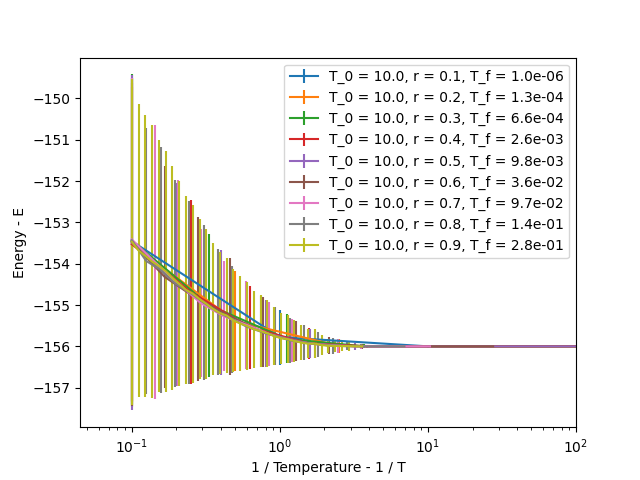 T_0 = 10.0, r = 0.1, T_f = 1.0e-06
T_0 = 10.0, r = 0.2, T_f = 1.3e-04
T_0 = 10.0, r = 0.3, T_f = 6.6e-04
T_0 = 10.0, r = 0.4, T_f = 2.6e-03
T_0 = 10.0, r = 0.5, T_f = 9.8e-03
T_0 = 10.0, r = 0.6, T_f = 3.6e-02
T_0 = 10.0, r = 0.7, T_f = 9.7e-02
T_0 = 10.0, r = 0.8, T_f = 1.4e-01
T_0 = 10.0, r = 0.9, T_f = 2.8e-01
Energy - E
−150
−151
−152
−153
−154
−155
−156
−157
10⁻¹ 10⁰ 10¹ 10²
1 / Temperature - 1 / T